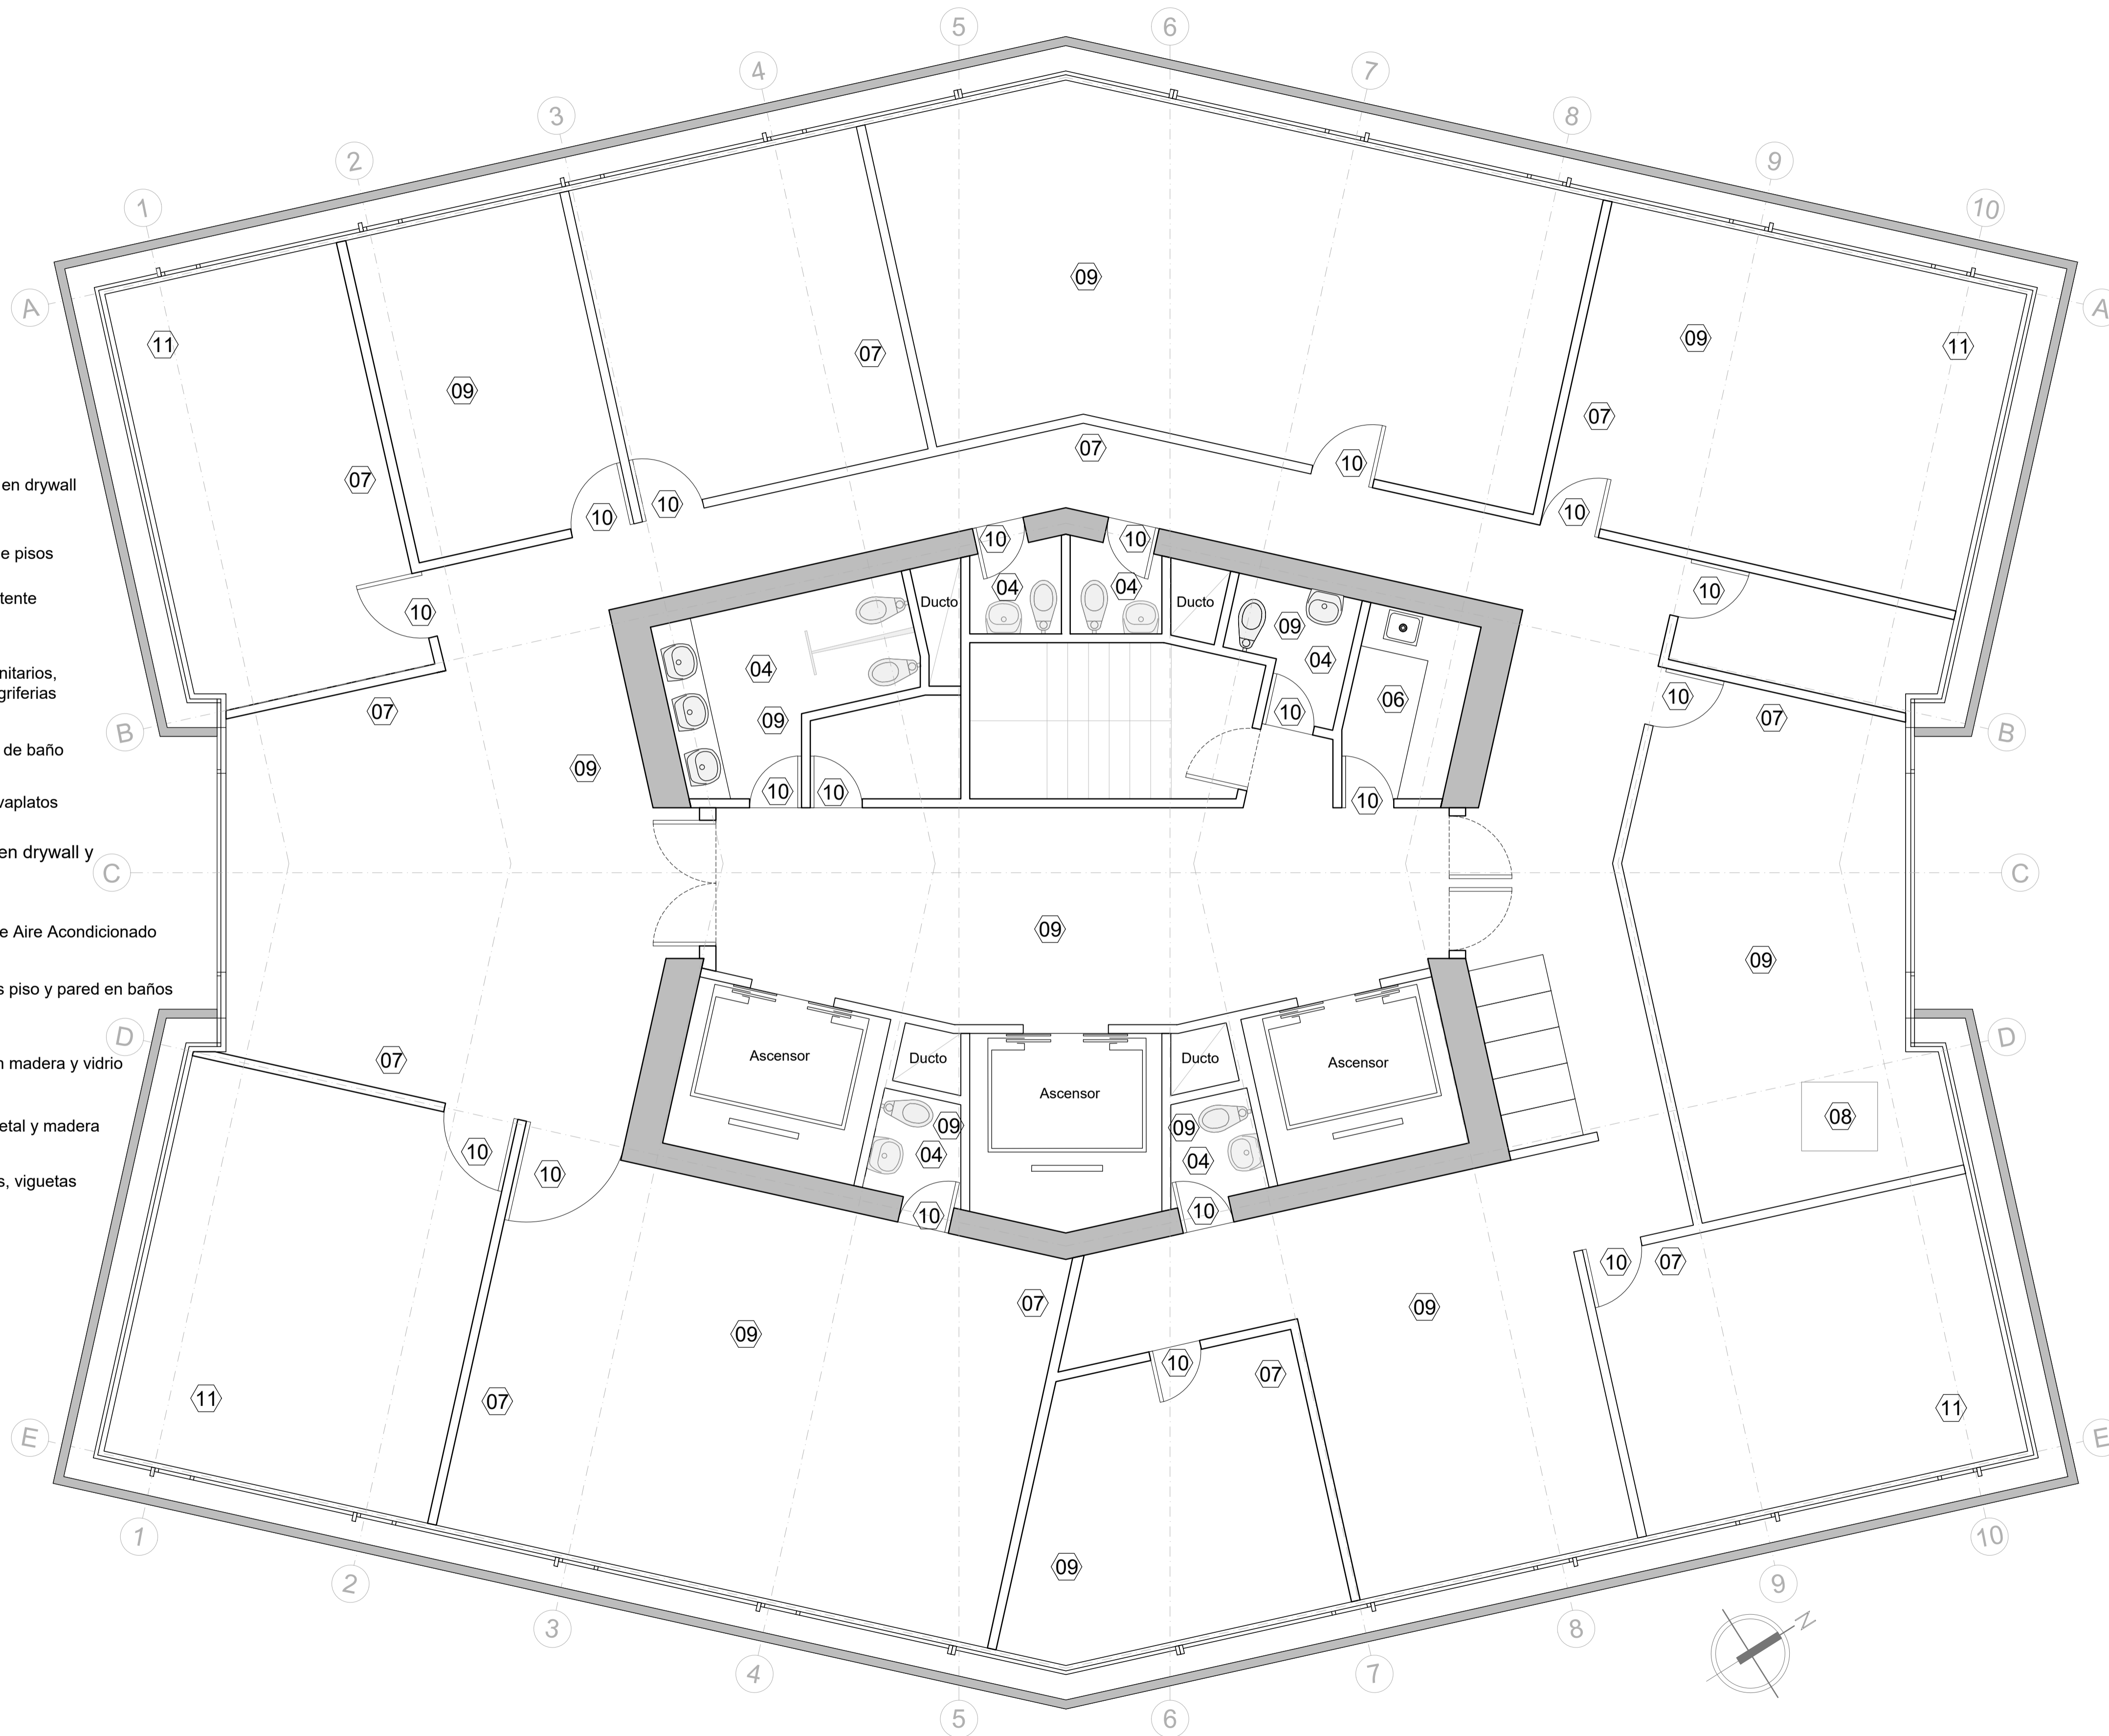 5
6
4
7
3
8
2
9
1
10
09
A
A
09
11
11
07
09
07
07
10
07
en drywall
10
10
10
10
10
e pisos
04
04
10
tente
Ducto
Ducto
10
09
04
04
nitarios,
griferias
10
06
07
10
07
09
B
B
de baño
09
10
10
10
vaplatos
en drywall y
C
C
e Aire Acondicionado
09
09
s piso y pared en baños
D
D
07
Ascensor
Ducto
Ducto
Ascensor
n madera y vidrio
Ascensor
08
etal y madera
09
09
10
04
04
10
s, viguetas
10
10
10
07
07
09
09
10
07
11
07
11
E
E
1
10
09
2
9
3
8
N
4
7
5
6